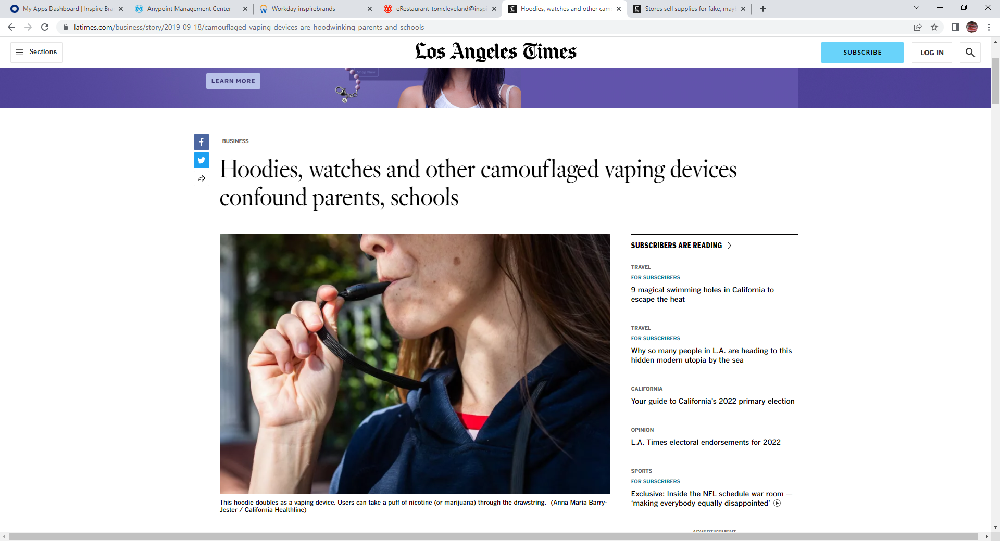 My Apps Dashboard | Inspire Bra
Anypoint Management Center
Workday inspirebrands
eRestaurant-tomcleveland@inspi
Hoodies, watches and other cam
Stores sell supplies for fake, may
latimes.com/business/story/2019-09-18/camouflaged-vaping-devices-are-hoodwinking-parents-and-schools
Sections
Los Angeles Times
SUBSCRIBE
LOG IN
LEARN MORE
Shop Now
BUSINESS
Hoodies, watches and other camouflaged vaping devices
confound parents, schools
This hoodie doubles as a vaping device. Users can take a puff of nicotine (or marijuana) through the drawstring. (Anna Maria Barry-
Jester / California Healthline)
SUBSCRIBERS ARE READING
TRAVEL
FOR SUBSCRIBERS
9 magical swimming holes in California to
escape the heat
TRAVEL
FOR SUBSCRIBERS
Why so many people in L.A. are heading to this
hidden modern utopia by the sea
CALIFORNIA
Your guide to California's 2022 primary election
OPINION
L.A. Times electoral endorsements for 2022
SPORTS
FOR SUBSCRIBERS
Exclusive: Inside the NFL schedule war room —
‘making everybody equally disappointed’
ADVERTISEMENT